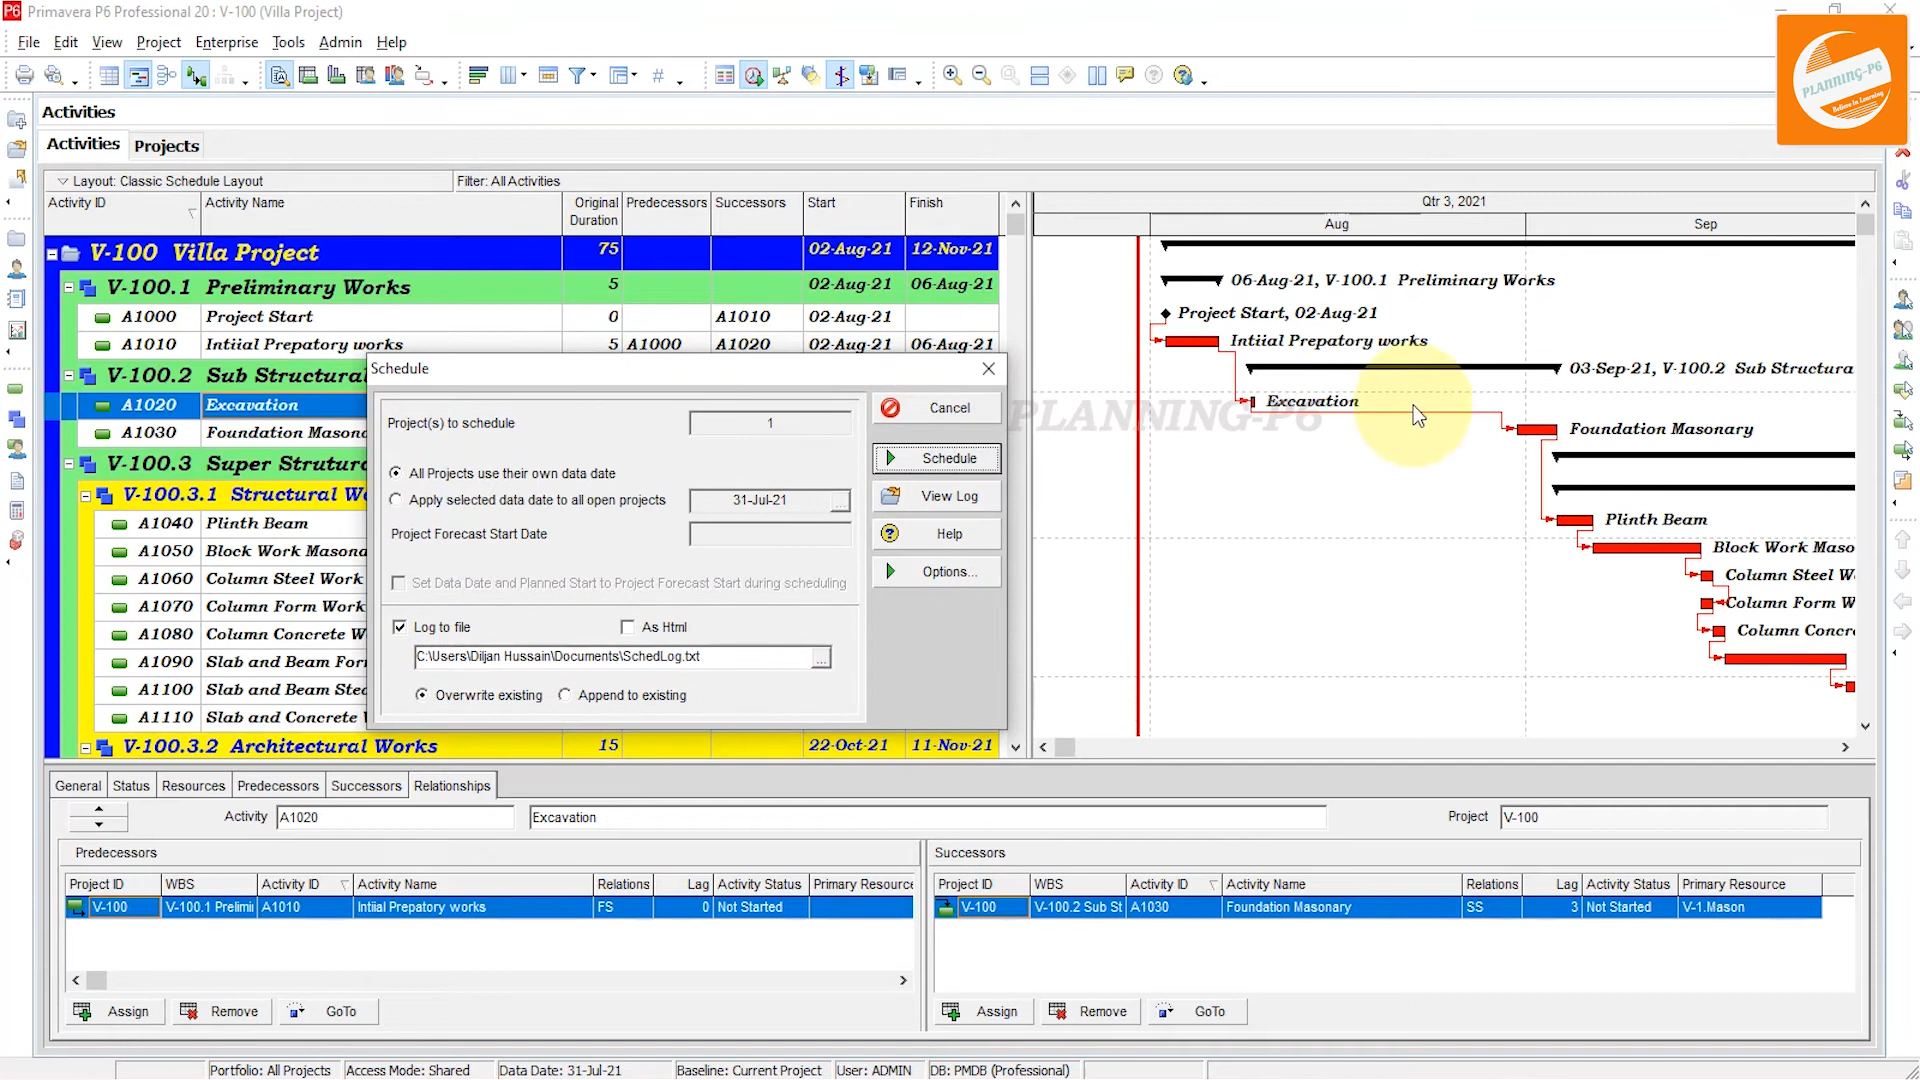 Primavera P6 Professional 20 : V-100 (Villa Project)
File Edit View Project Enterprise Tools Admin Help
PLANNING-P6
Believe In Learning
Activities
Activities Projects
Layout: Classic Schedule Layout Filter: All Activities
Activity ID Activity Name Original Duration Predecessors Successors Start Finish
Qtr 3, 2021
Aug Sep
V-100 Villa Project 75 02-Aug-21 12-Nov-21
V-100.1 Preliminary Works 5 02-Aug-21 06-Aug-21
A1000 Project Start 0 A1010 02-Aug-21
A1010 Intiial Prepatory works 5 A1000 A1020 02-Aug-21 06-Aug-21
V-100.2 Sub Structural
A1020 Excavation
A1030 Foundation Masona
V-100.3 Super Strutura
V-100.3.1 Structural Wo
A1040 Plinth Beam
A1050 Block Work Masona
A1060 Column Steel Work
A1070 Column Form Work
A1080 Column Concrete W
A1090 Slab and Beam For
A1100 Slab and Beam Stee
A1110 Slab and Concrete W
V-100.3.2 Architectural Works 15 22-Oct-21 11-Nov-21
06-Aug-21, V-100.1 Preliminary Works
Project Start, 02-Aug-21
Intiial Prepatory works
03-Sep-21, V-100.2 Sub Structura
Excavation
PLANNING-P6
Foundation Masonary
Plinth Beam
Block Work Maso
Column Steel W
Column Form W
Column Concre
Schedule
Project(s) to schedule 1
All Projects use their own data date
Apply selected data date to all open projects 31-Jul-21 ...
Project Forecast Start Date
Set Data Date and Planned Start to Project Forecast Start during scheduling
Log to file As Html
C:\Users\Diljan Hussain\Documents\SchedLog.txt ...
Overwrite existing Append to existing
Cancel
Schedule
View Log
Help
Options...
General Status Resources Predecessors Successors Relationships
Activity A1020 Excavation Project V-100
Predecessors
Project ID WBS Activity ID Activity Name Relations Lag Activity Status Primary Resource
V-100 V-100.1 Prelimi A1010 Intiial Prepatory works FS 0 Not Started
Assign Remove GoTo
Successors
Project ID WBS Activity ID Activity Name Relations Lag Activity Status Primary Resource
V-100 V-100.2 Sub St A1030 Foundation Masonary SS 3 Not Started V-1.Mason
Assign Remove GoTo
Portfolio: All Projects Access Mode: Shared Data Date: 31-Jul-21 Baseline: Current Project User: ADMIN DB: PMDB (Professional)